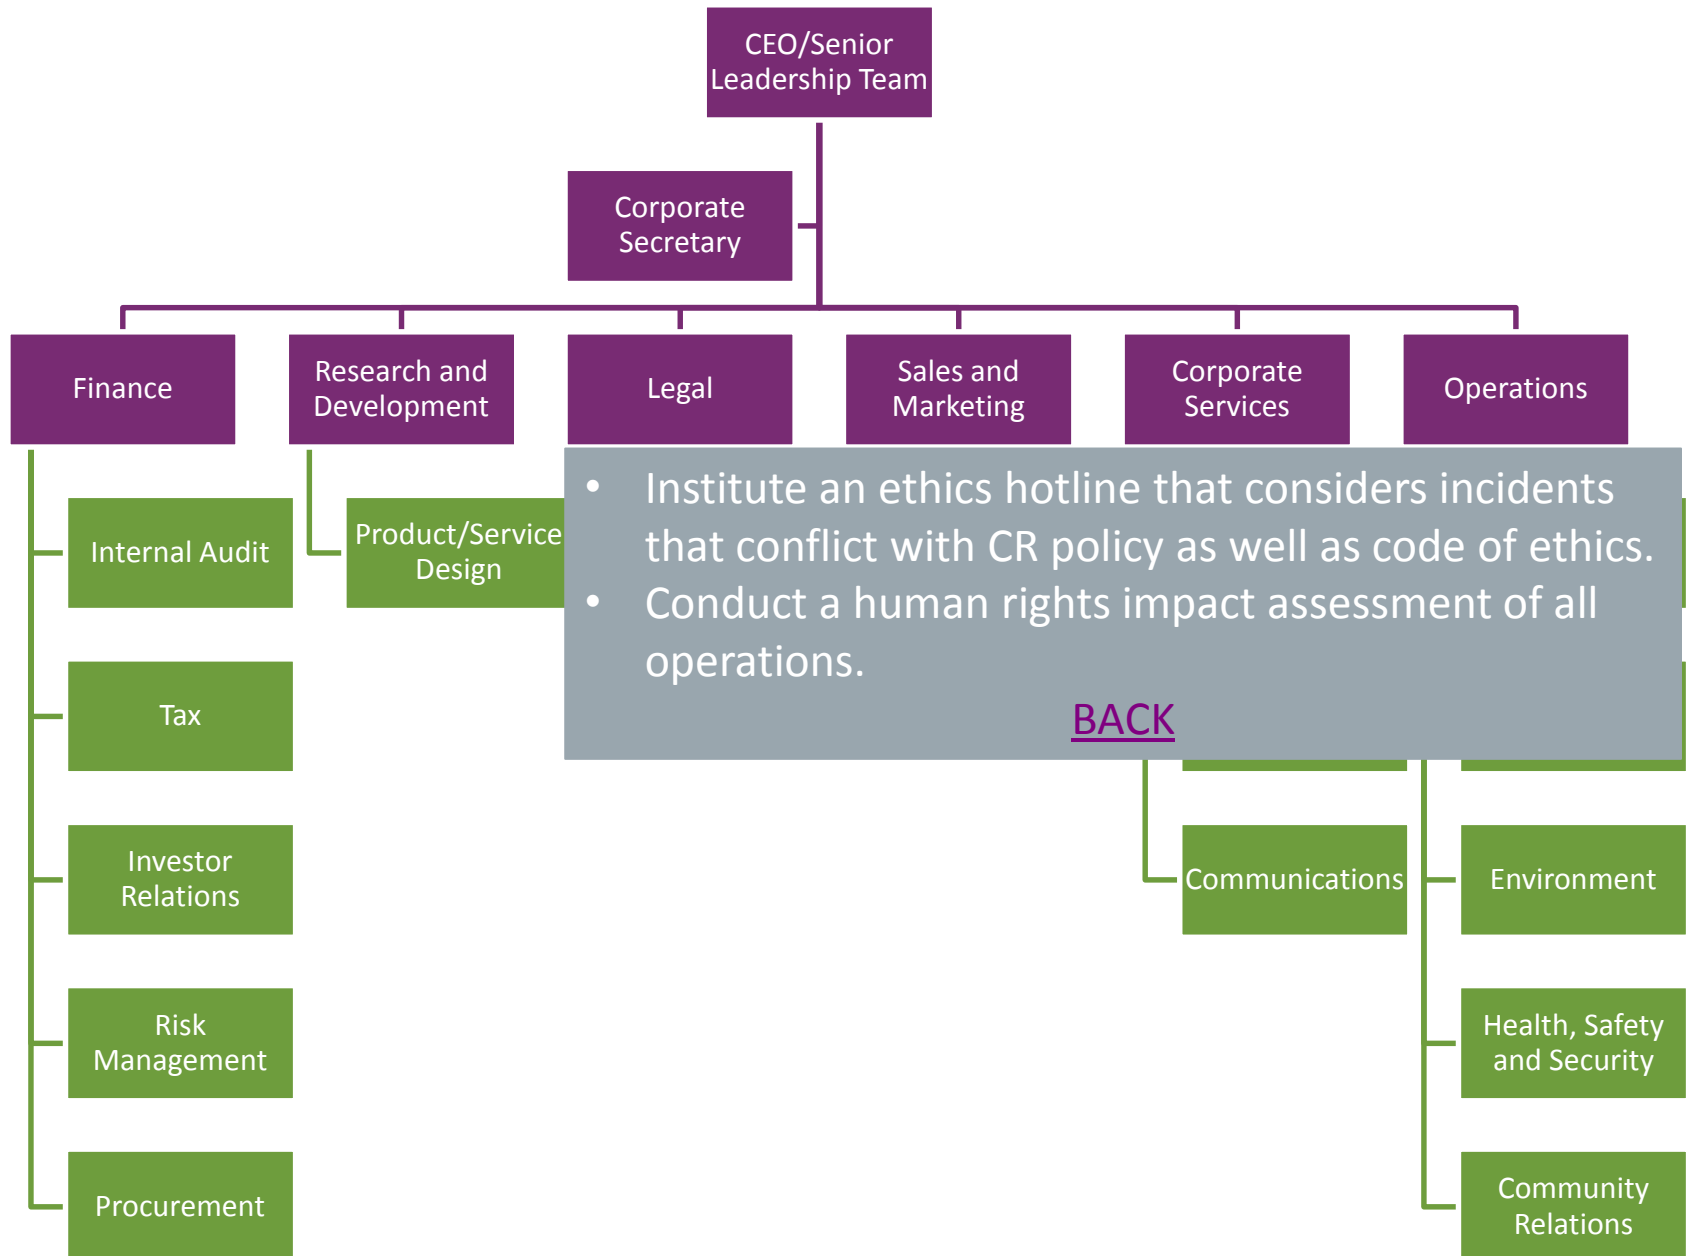 CEO/Senior
Leadership Team
Corporate
Secretary
Finance
Research and
Development
Legal
Sales and
Marketing
Corporate
Services
Operations
Internal Audit
Tax
Investor
Relations
Risk
Management
Procurement
Product/Service
Design
• Institute an ethics hotline that considers incidents
that conflict with CR policy as well as code of ethics.
• Conduct a human rights impact assessment of all
operations.
BACK
Communications
Environment
Health, Safety
and Security
Community
Relations